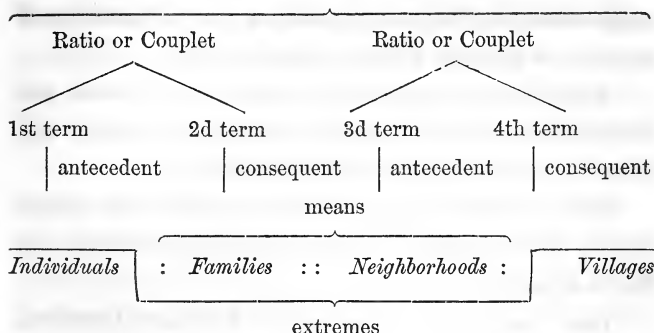 Ratio or Couplet Ratio or Couplet
1st term 2d term 3d term 4th term
antecedent consequent antecedent consequent
means
Individuals : Families :: Neighborhoods : Villages
extremes